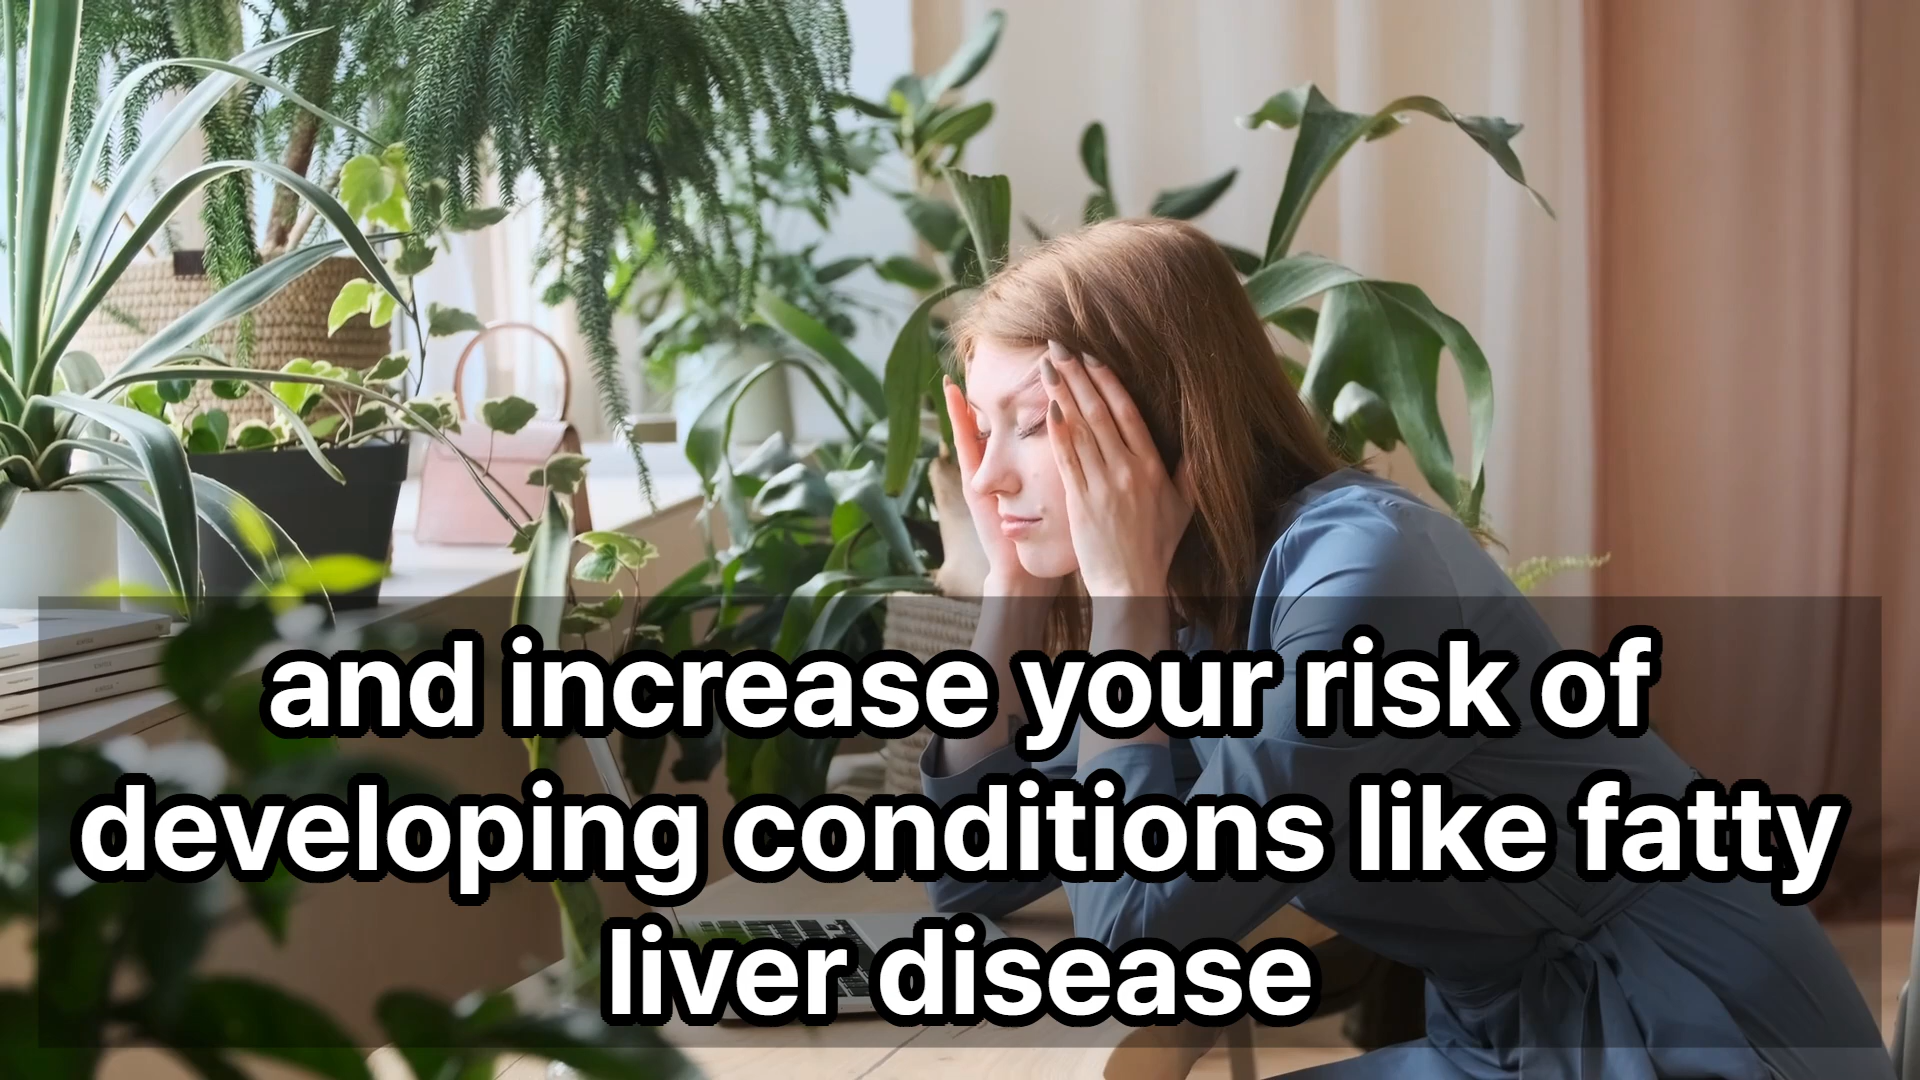 and increase your risk of
developing conditions like fatty
liver disease